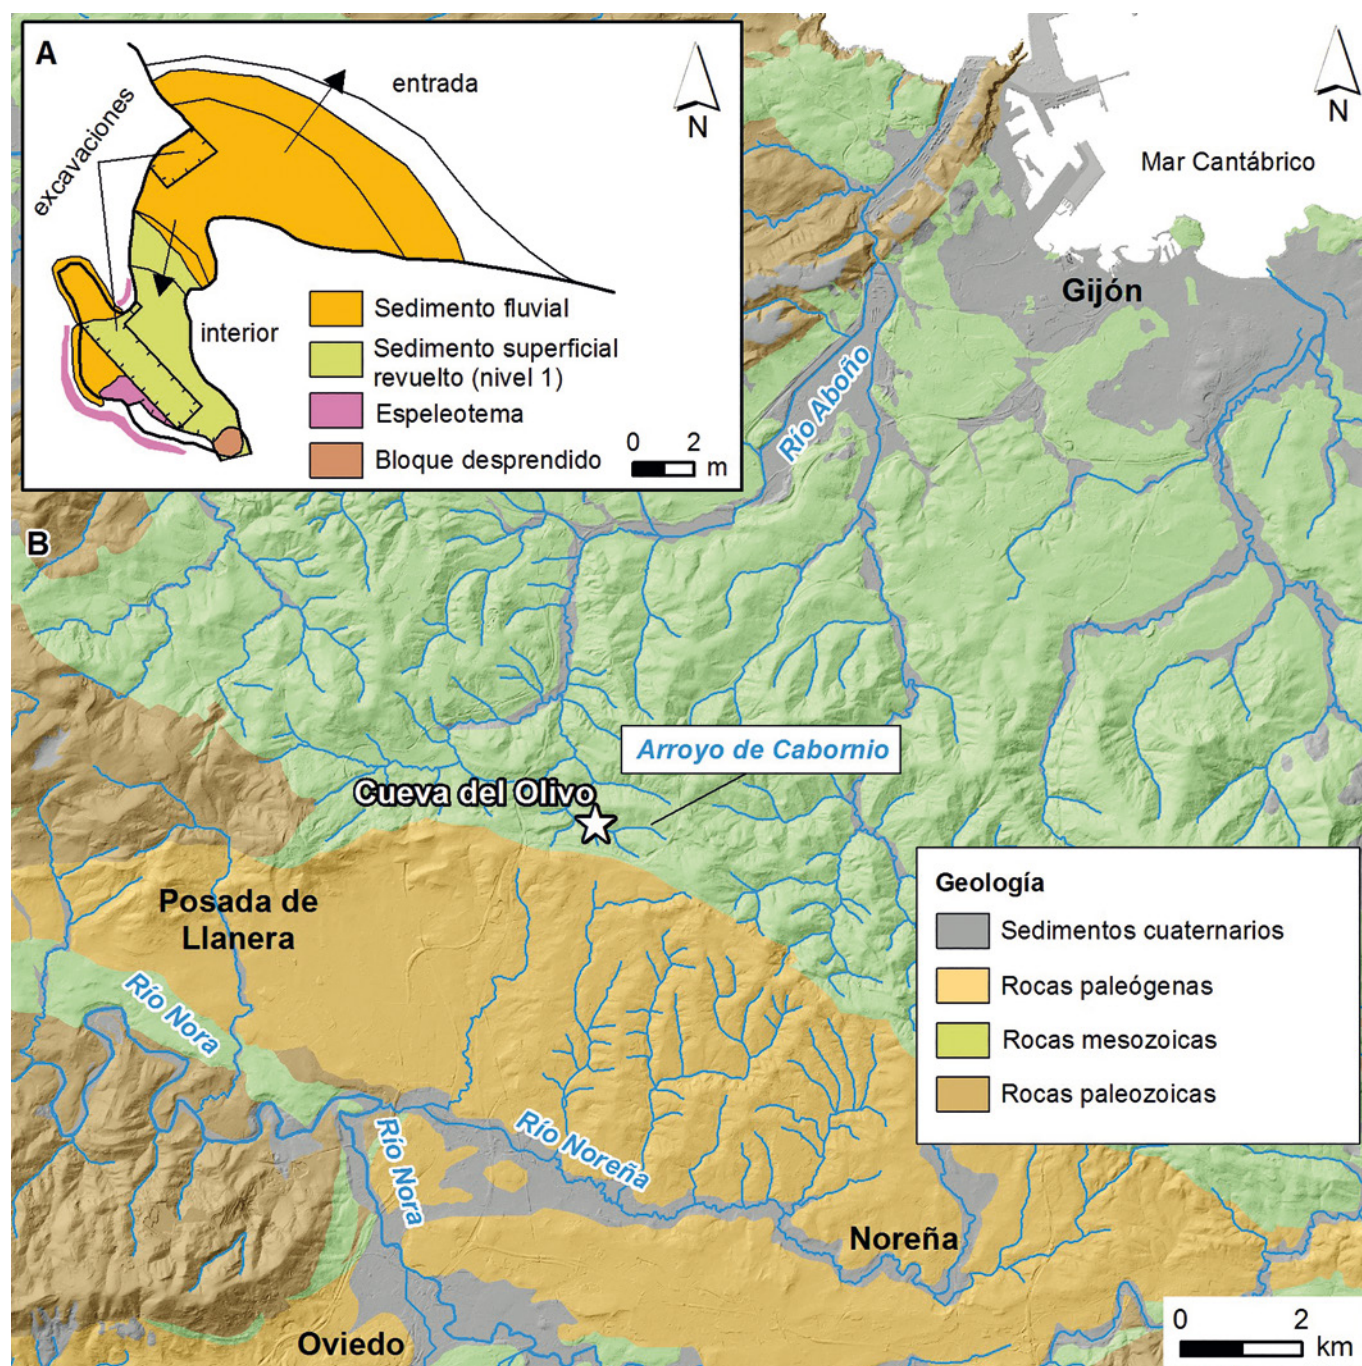 A
entrada
N
excavaciones
interior
Sedimento fluvial
Sedimento superficial
revuelto (nivel 1)
Espeleotema
Bloque desprendido
0 2
m
N
Mar Cantábrico
Gijón
Río Aboño
B
Arroyo de Cabornio
Cueva del Olivo
Posada de
Llanera
Río Nora
Río Nora
Río Noreña
Noreña
Oviedo
Geología
Sedimentos cuaternarios
Rocas paleógenas
Rocas mesozoicas
Rocas paleozoicas
0 2
km